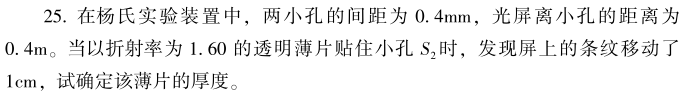 25. 在杨氏实验装置中，两小孔的间距为 0.4mm，光屏离小孔的距离为
0.4m。当以折射率为 1.60 的透明薄片贴住小孔 S₂时，发现屏上的条纹移动了
1cm，试确定该薄片的厚度。